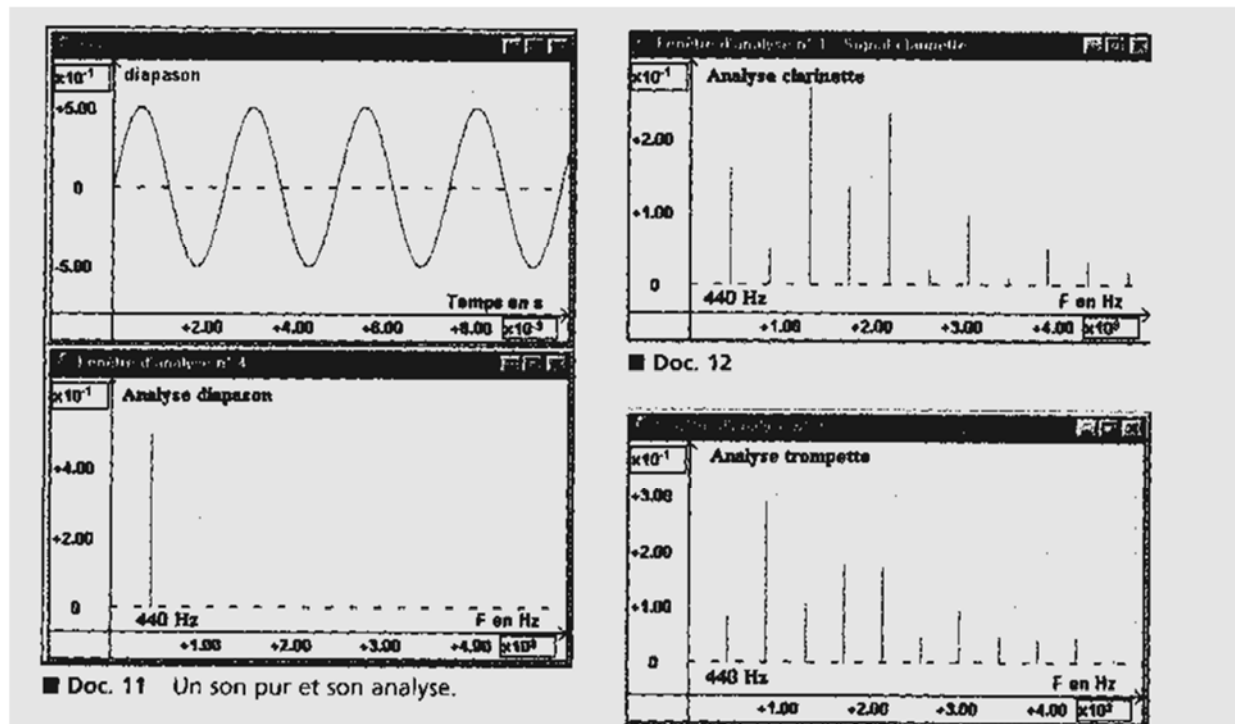 x10⁻¹
diapason
+5.00
0
-5.00
Temps en s
+2.00 +4.00 +6.00 +8.00 x10⁻³
Fenêtre d'analyse n° 4
x10⁻¹
Analyse diapason
+4.00
+2.00
0
440 Hz
F en Hz
+1.00 +2.00 +3.00 +4.00 x10³
■ Doc. 11 Un son pur et son analyse.
Fenêtre d'analyse n° 1 Signal clarinette
x10⁻¹
Analyse clarinette
+2.00
+1.00
0
440 Hz
F en Hz
+1.00 +2.00 +3.00 +4.00 x10³
■ Doc. 12
x10⁻¹
Analyse trompette
+3.00
+2.00
+1.00
0
440 Hz
F en Hz
+1.00 +2.00 +3.00 +4.00 x10³